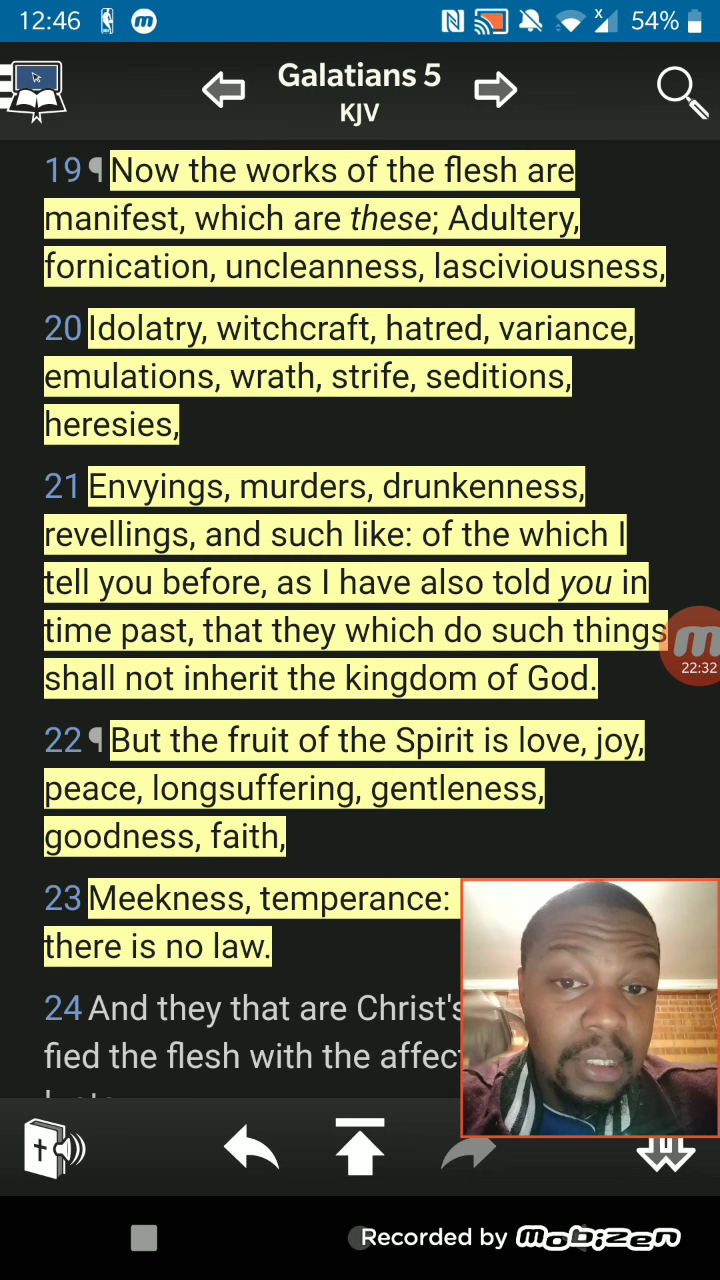 12:46
54%
Galatians 5
KJV
19 ¶ Now the works of the flesh are
manifest, which are these; Adultery,
fornication, uncleanness, lasciviousness,
20 Idolatry, witchcraft, hatred, variance,
emulations, wrath, strife, seditions,
heresies,
21 Envyings, murders, drunkenness,
revellings, and such like: of the which I
tell you before, as I have also told you in
time past, that they which do such things
shall not inherit the kingdom of God.
22:32
22 ¶ But the fruit of the Spirit is love, joy,
peace, longsuffering, gentleness,
goodness, faith,
23 Meekness, temperance:
there is no law.
24 And they that are Christ's
fied the flesh with the affec
Recorded by mobizen